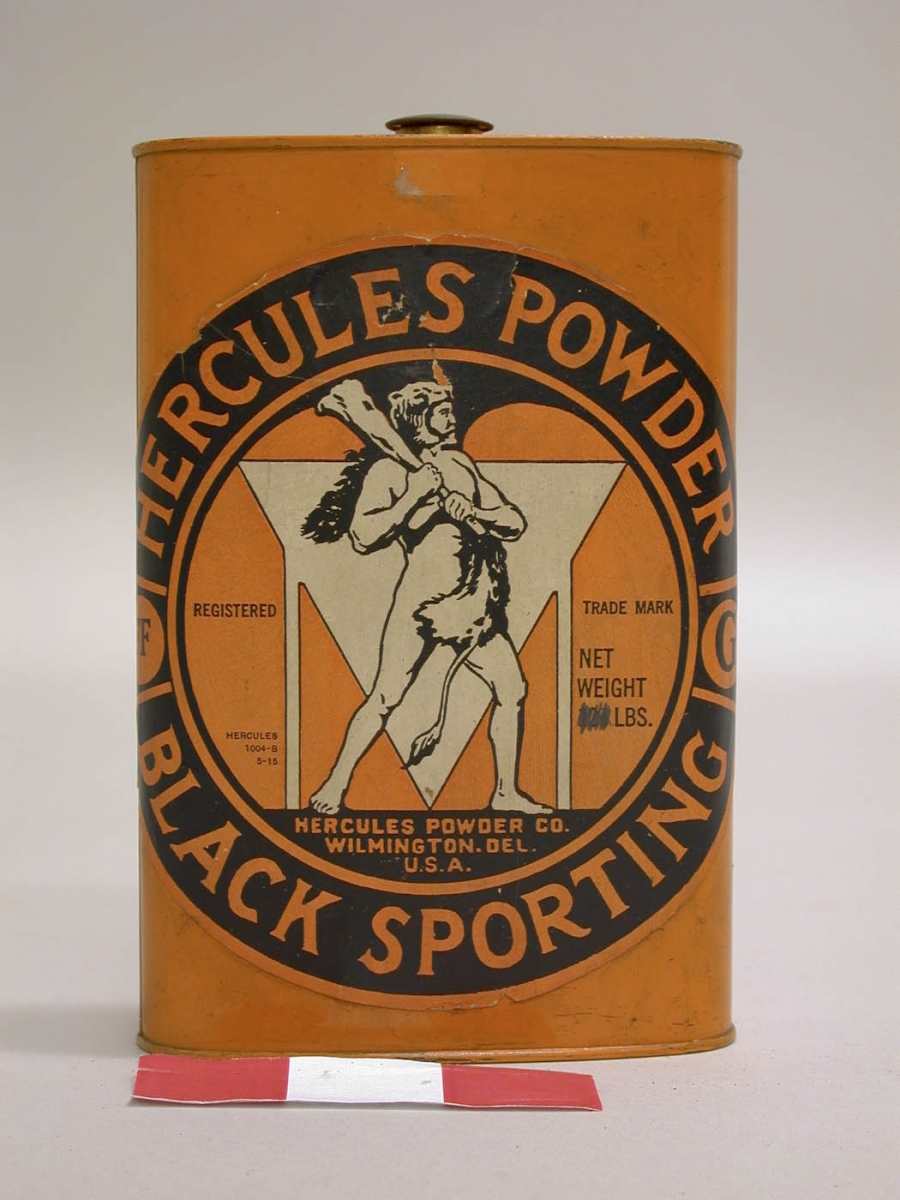 HERCULES POWDER
REGISTERED
TRADE MARK
NET
WEIGHT
LBS.
HERCULES
1004-B
5-15
HERCULES POWDER CO.
WILMINGTON. DEL.
U.S.A.
F
G
BLACK SPORTING